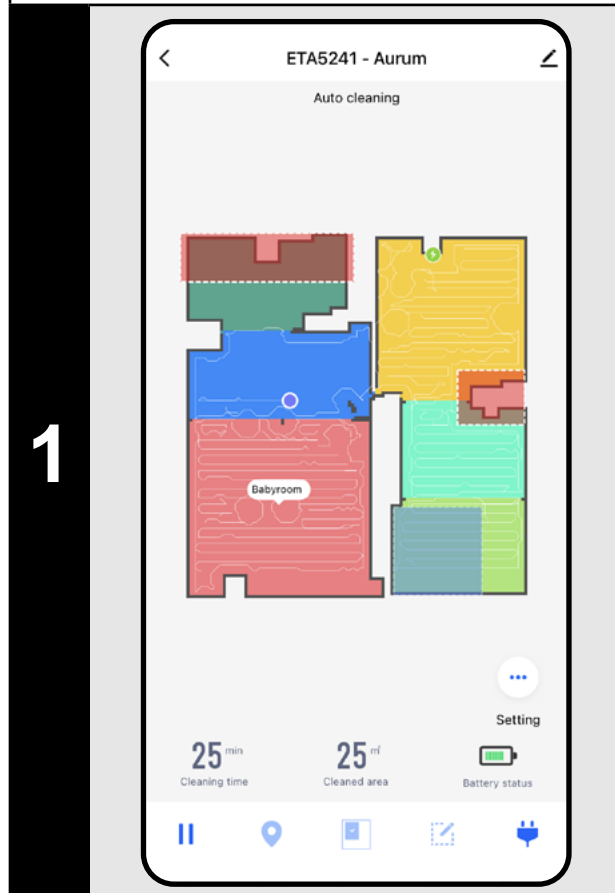 1
ETA5241 - Aurum
Auto cleaning
Babyroom
Setting
25 min
Cleaning time
25 ㎡
Cleaned area
Battery status